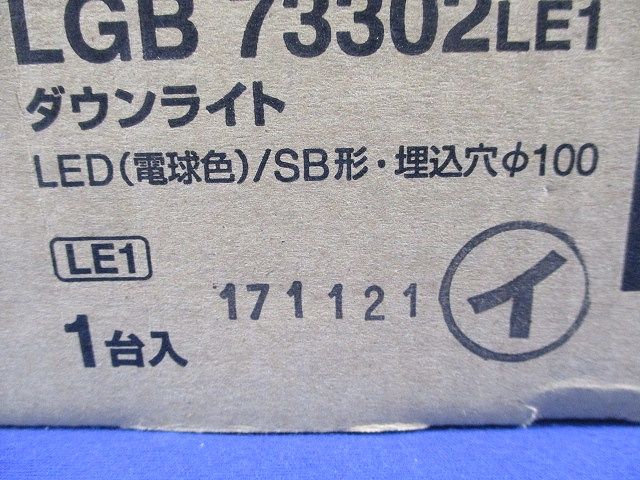 LGB 73302LE1
ダウンライト
LED(電球色)/SB形・埋込穴φ100
LE1
171121 イ
1台入